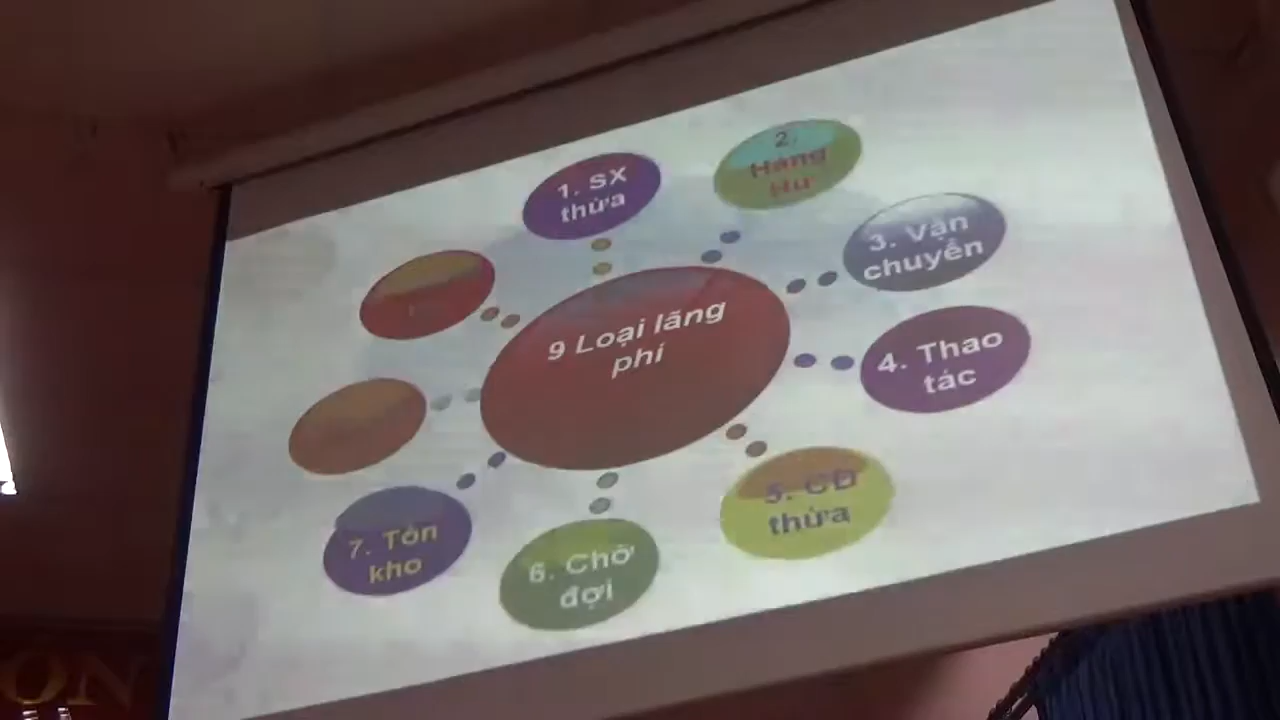 1. SX
thừa
2.
Hàng
Hư
3. Vận
chuyển
4. Thao
tác
5. CĐ
thừa
6. Chờ
đợi
7. Tồn
kho
9 Loại lãng
phí
ON